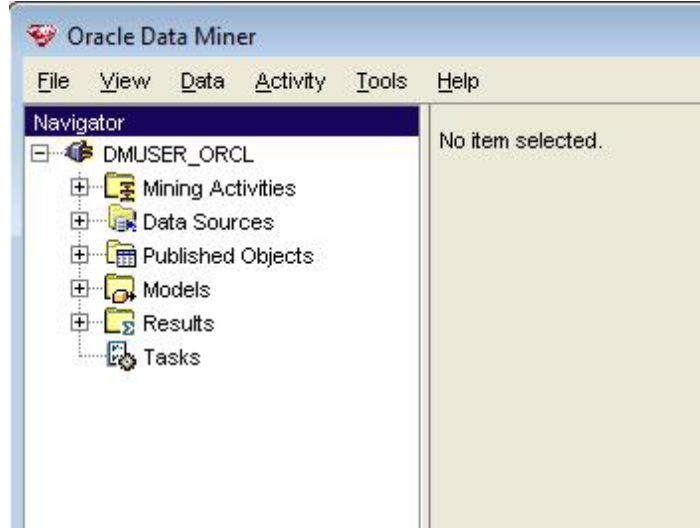 Oracle Data Miner
File View Data Activity Tools Help
Navigator
DMUSER_ORCL
Mining Activities
Data Sources
Published Objects
Models
Results
Tasks
No item selected.